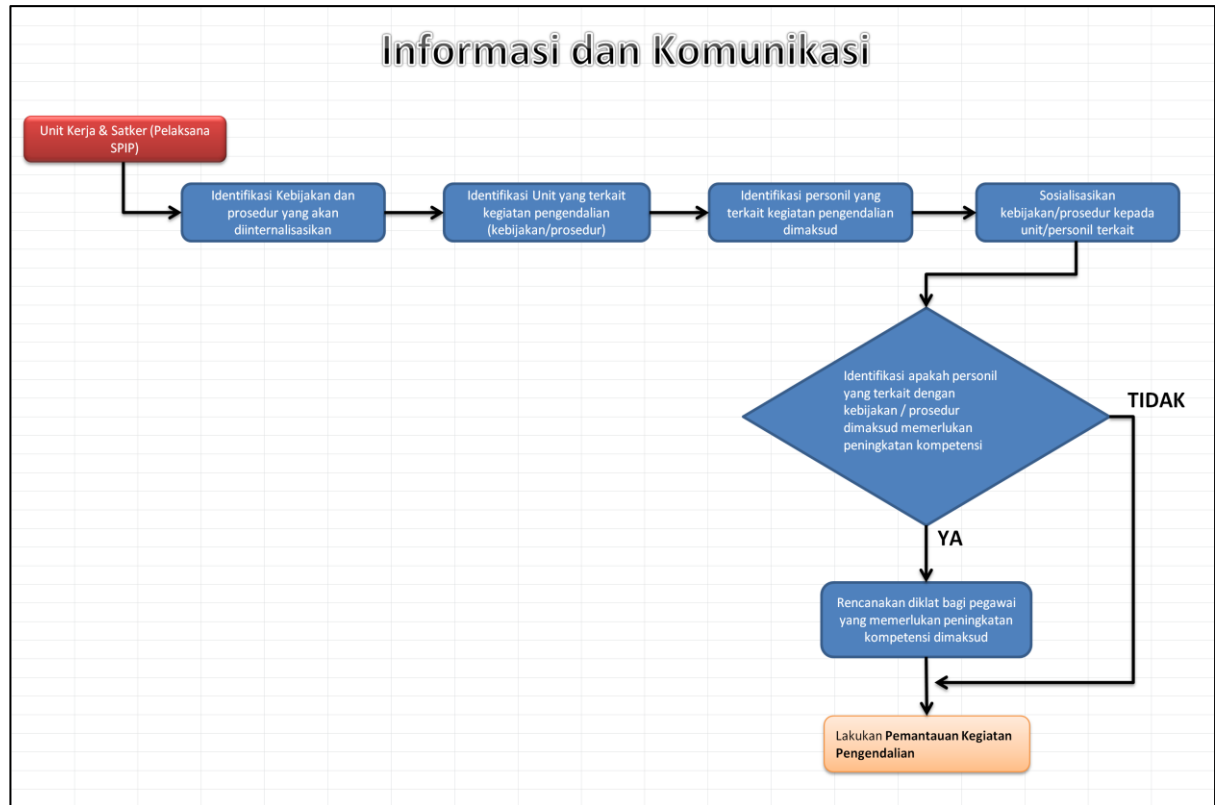 Informasi dan Komunikasi
Unit Kerja & Satker (Pelaksana
SPIP)
Identifikasi Kebijakan dan
prosedur yang akan
diinternalisasikan
Identifikasi Unit yang terkait
kegiatan pengendalian
(kebijakan/prosedur)
Identifikasi personil yang
terkait kegiatan pengendalian
dimaksud
Sosialisasikan
kebijakan/prosedur kepada
unit/personil terkait
Identifikasi apakah personil
yang terkait dengan
kebijakan / prosedur
dimaksud memerlukan
peningkatan kompetensi
TIDAK
YA
Rencanakan diklat bagi pegawai
yang memerlukan peningkatan
kompetensi dimaksud
Lakukan Pemantauan Kegiatan
Pengendalian